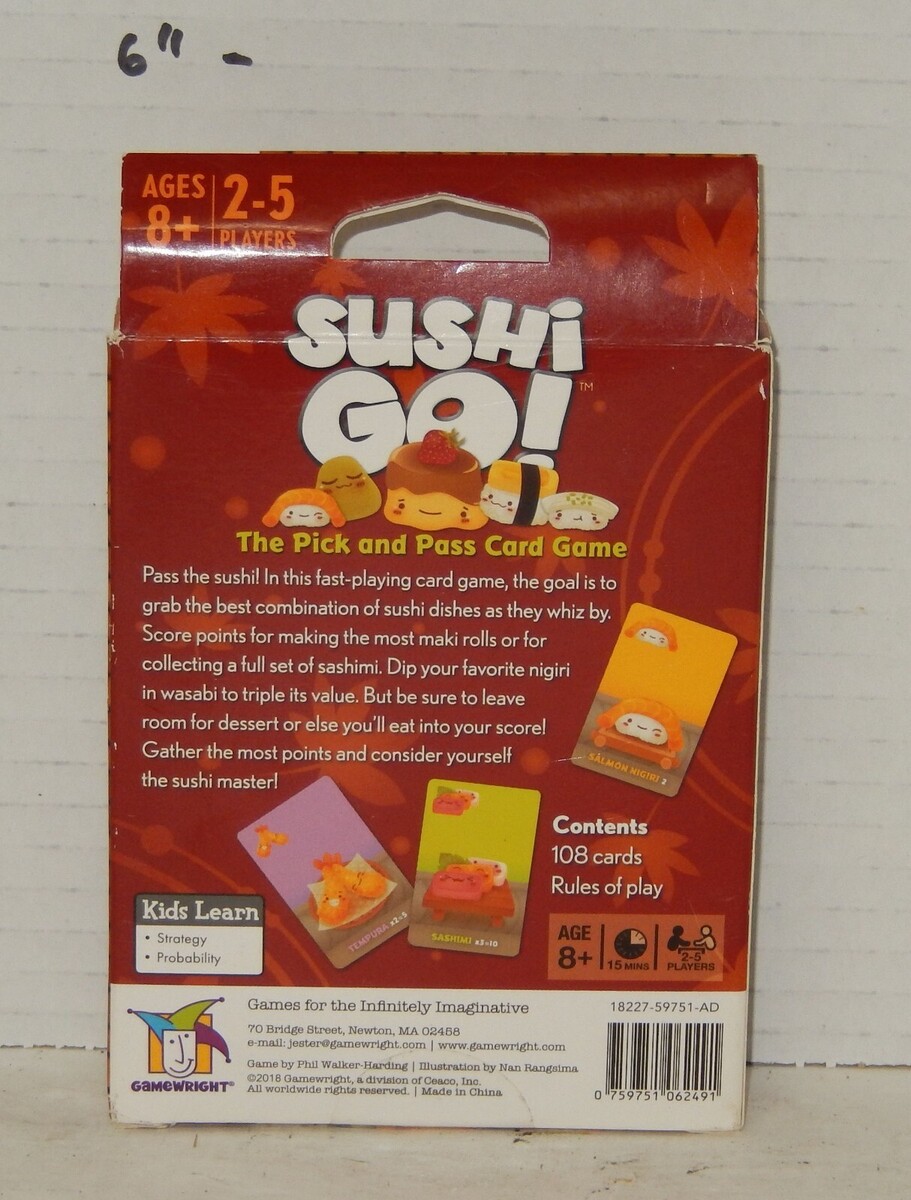 6" -
AGES 8+ | 2-5 PLAYERS
SUSHI
GO!™
The Pick and Pass Card Game
Pass the sushi! In this fast-playing card game, the goal is to
grab the best combination of sushi dishes as they whiz by.
Score points for making the most maki rolls or for
collecting a full set of sashimi. Dip your favorite nigiri
in wasabi to triple its value. But be sure to leave
room for dessert or else you'll eat into your score!
Gather the most points and consider yourself
the sushi master!
SALMON NIGIRI 2
TEMPURA x2=5
SASHIMI x3=10
Contents
108 cards
Rules of play
Kids Learn
• Strategy
• Probability
AGE 8+ | 15 MINS | 2-5 PLAYERS
GAMEWRIGHT®
Games for the Infinitely Imaginative
70 Bridge Street, Newton, MA 02458
e-mail: jester@gamewright.com | www.gamewright.com
Game by Phil Walker-Harding | Illustration by Nan Rangsima
©2018 Gamewright, a division of Ceaco, Inc.
All worldwide rights reserved. | Made in China
18227-59751-AD
0 759751 062491